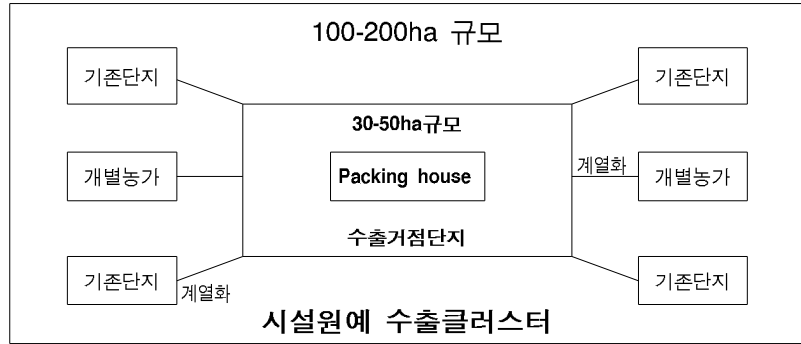 100-200ha 규모
기존단지
기존단지
30-50ha규모
개별농가
Packing house
계열화
개별농가
수출거점단지
기존단지
계열화
기존단지
시설원예 수출클러스터